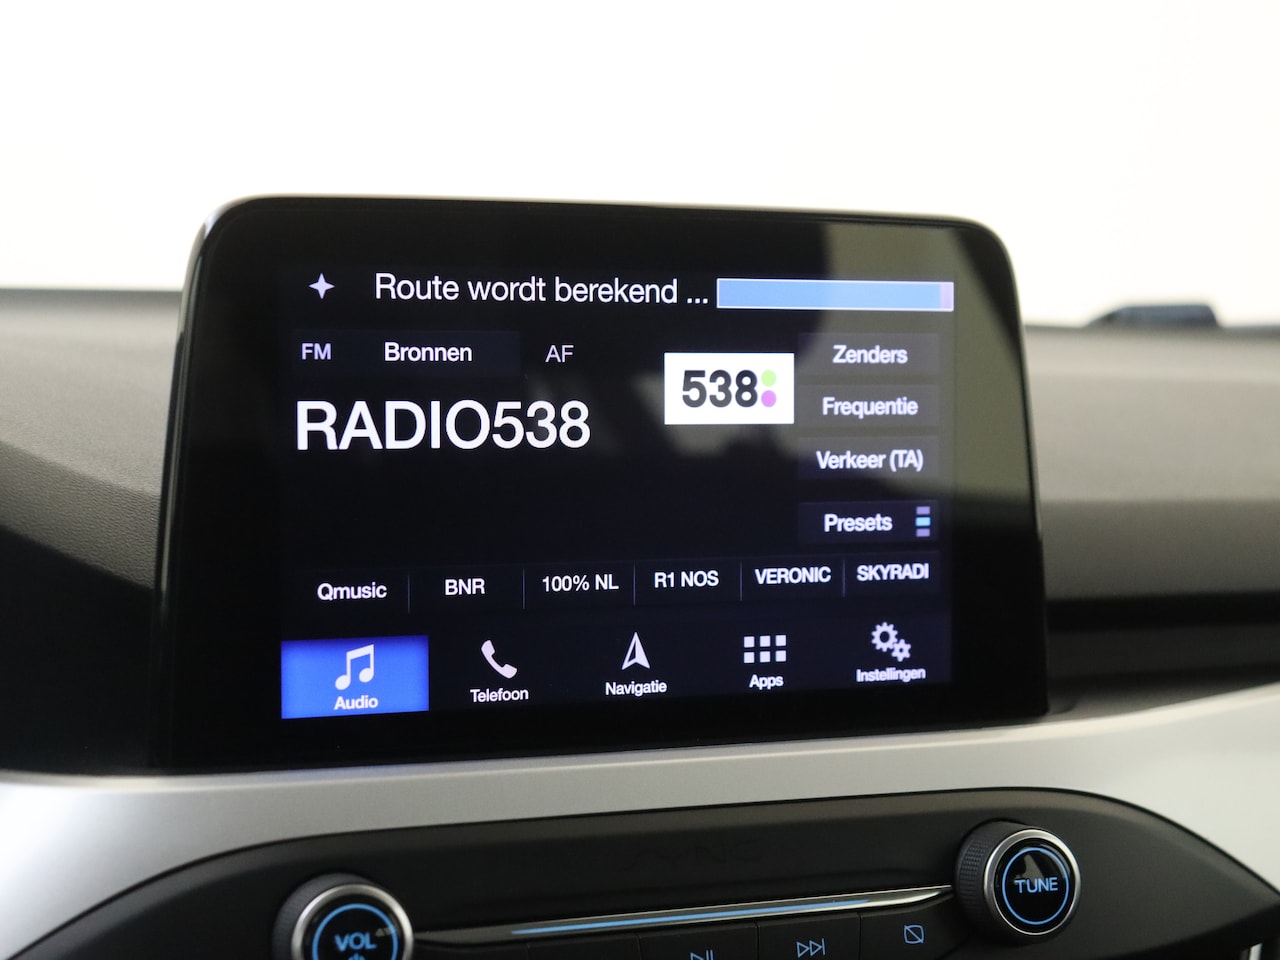 Route wordt berekend ...
FM Bronnen AF
538
Zenders
RADIO538
Frequentie
Verkeer (TA)
Presets
Qmusic BNR 100% NL R1 NOS VERONIC SKYRADI
Audio Telefoon Navigatie Apps Instellingen
SYNC
TUNE
VOL